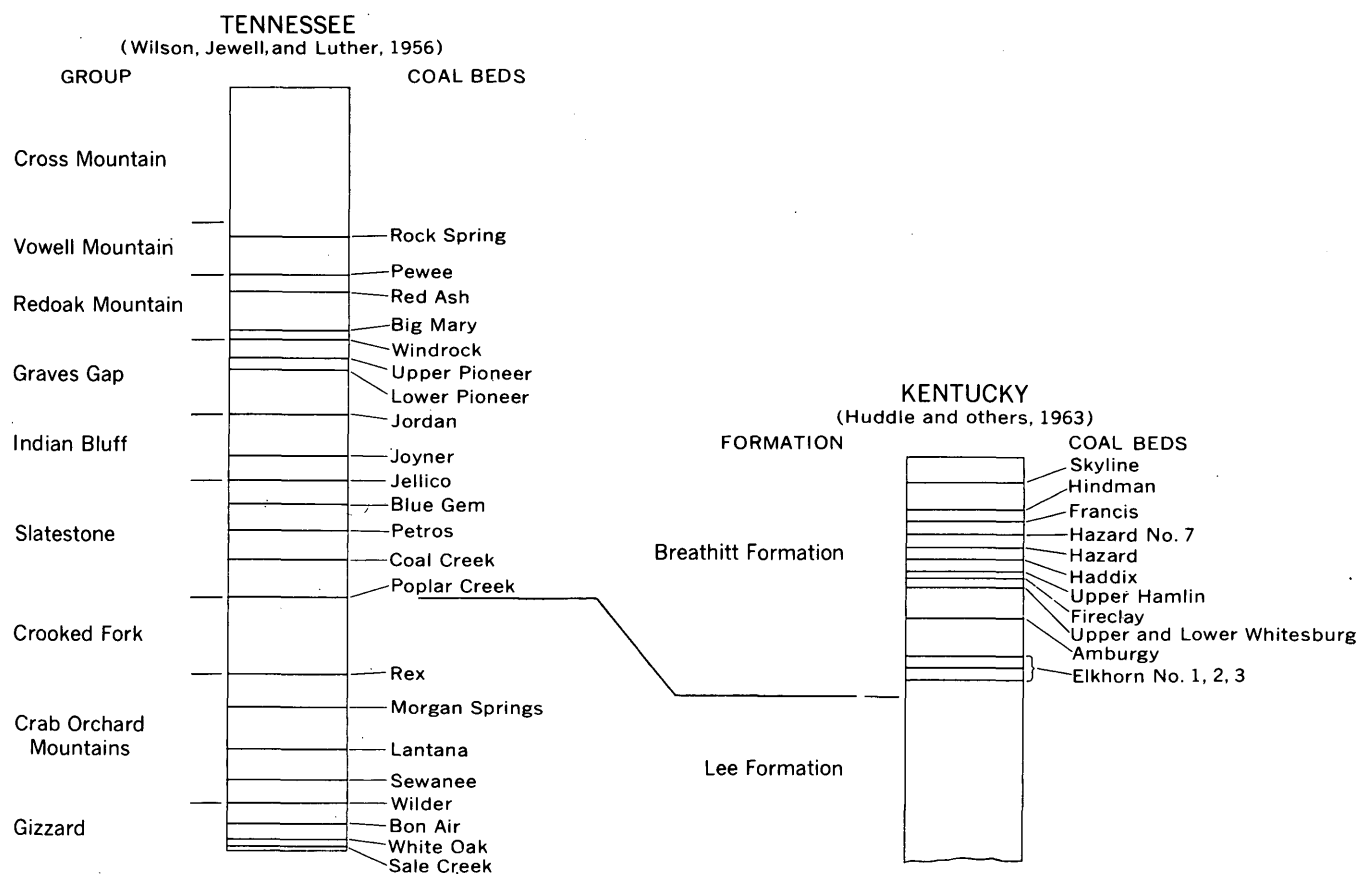 TENNESSEE
(Wilson, Jewell, and Luther, 1956)
GROUP
COAL BEDS
Cross Mountain
Vowell Mountain
Redoak Mountain
Graves Gap
Indian Bluff
Slatestone
Crooked Fork
Crab Orchard
Mountains
Gizzard
Rock Spring
Pewee
Red Ash
Big Mary
Windrock
Upper Pioneer
Lower Pioneer
Jordan
Joyner
Jellico
Blue Gem
Petros
Coal Creek
Poplar Creek
Rex
Morgan Springs
Lantana
Sewanee
Wilder
Bon Air
White Oak
Sale Creek
KENTUCKY
(Huddle and others, 1963)
FORMATION
COAL BEDS
Breathitt Formation
Lee Formation
Skyline
Hindman
Francis
Hazard No. 7
Hazard
Haddix
Upper Hamlin
Fireclay
Upper and Lower Whitesburg
Amburgy
Elkhorn No. 1, 2, 3